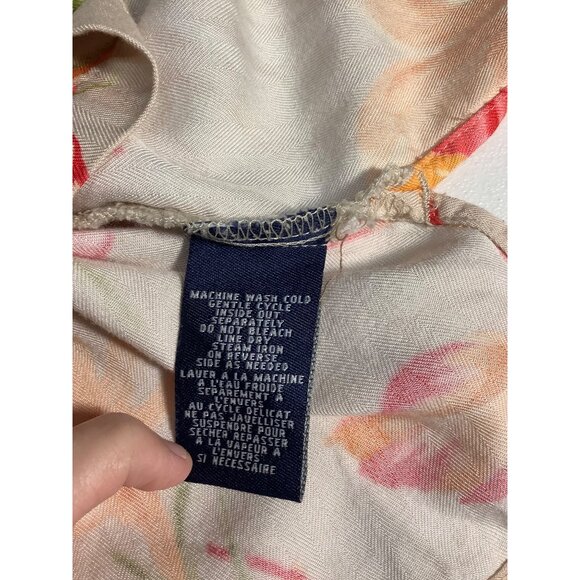 MACHINE WASH COLD
GENTLE CYCLE
INSIDE OUT
SEPARATELY
DO NOT BLEACH
LINE DRY
STEAM IRON
ON REVERSE
SIDE AS NEEDED
LAVER A LA MACHINE
A L'EAU FROIDE
SEPAREMENT A
L'ENVERS
AU CYCLE DELICAT
NE PAS JAVELLISER
SUSPENDRE POUR
SECHER REPASSER
A LA VAPEUR A
L'ENVERS
SI NECESSAIRE